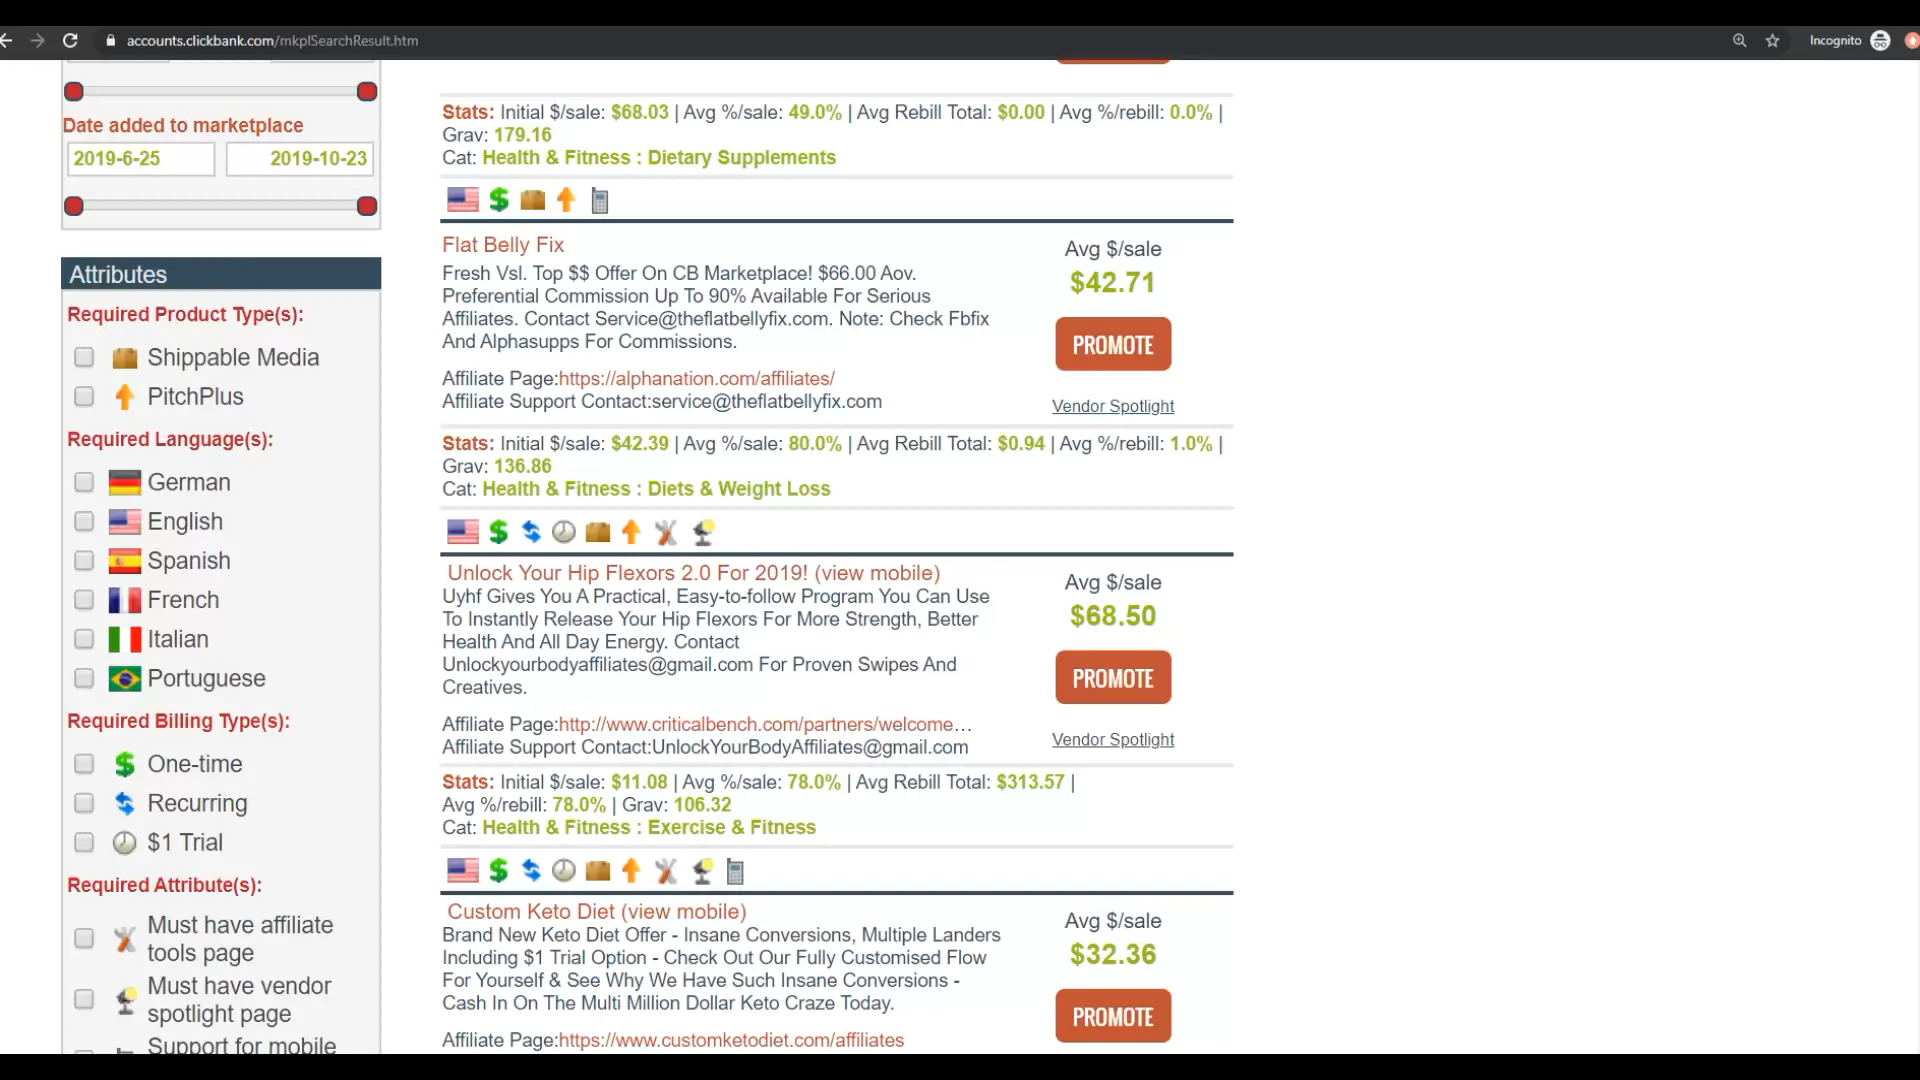 accounts.clickbank.com/mkplSearchResult.htm
Incognito
Date added to marketplace
2019-6-25
2019-10-23
Attributes
Required Product Type(s):
Shippable Media
PitchPlus
Required Language(s):
German
English
Spanish
French
Italian
Portuguese
Required Billing Type(s):
One-time
Recurring
$1 Trial
Required Attribute(s):
Must have affiliate
tools page
Must have vendor
spotlight page
Support for mobile
Stats: Initial $/sale: $68.03 | Avg %/sale: 49.0% | Avg Rebill Total: $0.00 | Avg %/rebill: 0.0% |
Grav: 179.16
Cat: Health & Fitness : Dietary Supplements
Flat Belly Fix
Fresh Vsl. Top $$ Offer On CB Marketplace! $66.00 Aov.
Preferential Commission Up To 90% Available For Serious
Affiliates. Contact Service@theflatbellyfix.com. Note: Check Fbfix
And Alphasupps For Commissions.
Affiliate Page:https://alphanation.com/affiliates/
Affiliate Support Contact:service@theflatbellyfix.com
Avg $/sale
$42.71
PROMOTE
Vendor Spotlight
Stats: Initial $/sale: $42.39 | Avg %/sale: 80.0% | Avg Rebill Total: $0.94 | Avg %/rebill: 1.0% |
Grav: 136.86
Cat: Health & Fitness : Diets & Weight Loss
Unlock Your Hip Flexors 2.0 For 2019! (view mobile)
Uyhf Gives You A Practical, Easy-to-follow Program You Can Use
To Instantly Release Your Hip Flexors For More Strength, Better
Health And All Day Energy. Contact
Unlockyourbodyaffiliates@gmail.com For Proven Swipes And
Creatives.
Affiliate Page:http://www.criticalbench.com/partners/welcome…
Affiliate Support Contact:UnlockYourBodyAffiliates@gmail.com
Avg $/sale
$68.50
PROMOTE
Vendor Spotlight
Stats: Initial $/sale: $11.08 | Avg %/sale: 78.0% | Avg Rebill Total: $313.57 |
Avg %/rebill: 78.0% | Grav: 106.32
Cat: Health & Fitness : Exercise & Fitness
Custom Keto Diet (view mobile)
Brand New Keto Diet Offer - Insane Conversions, Multiple Landers
Including $1 Trial Option - Check Out Our Fully Customised Flow
For Yourself & See Why We Have Such Insane Conversions -
Cash In On The Multi Million Dollar Keto Craze Today.
Affiliate Page:https://www.customketodiet.com/affiliates
Avg $/sale
$32.36
PROMOTE